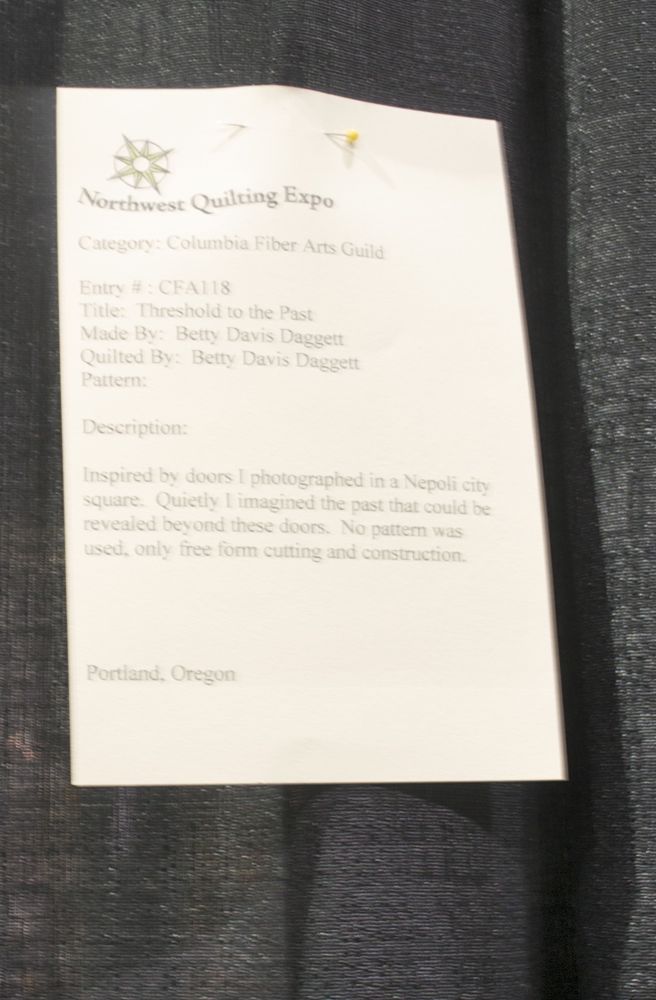 Northwest Quilting Expo
Category: Columbia Fiber Arts Guild
Entry # : CFA118
Title: Threshold to the Past
Made By: Betty Davis Daggett
Quilted By: Betty Davis Daggett
Pattern:
Description:
Inspired by doors I photographed in a Nepoli city
square. Quietly I imagined the past that could be
revealed beyond these doors. No pattern was
used, only free form cutting and construction.
Portland, Oregon